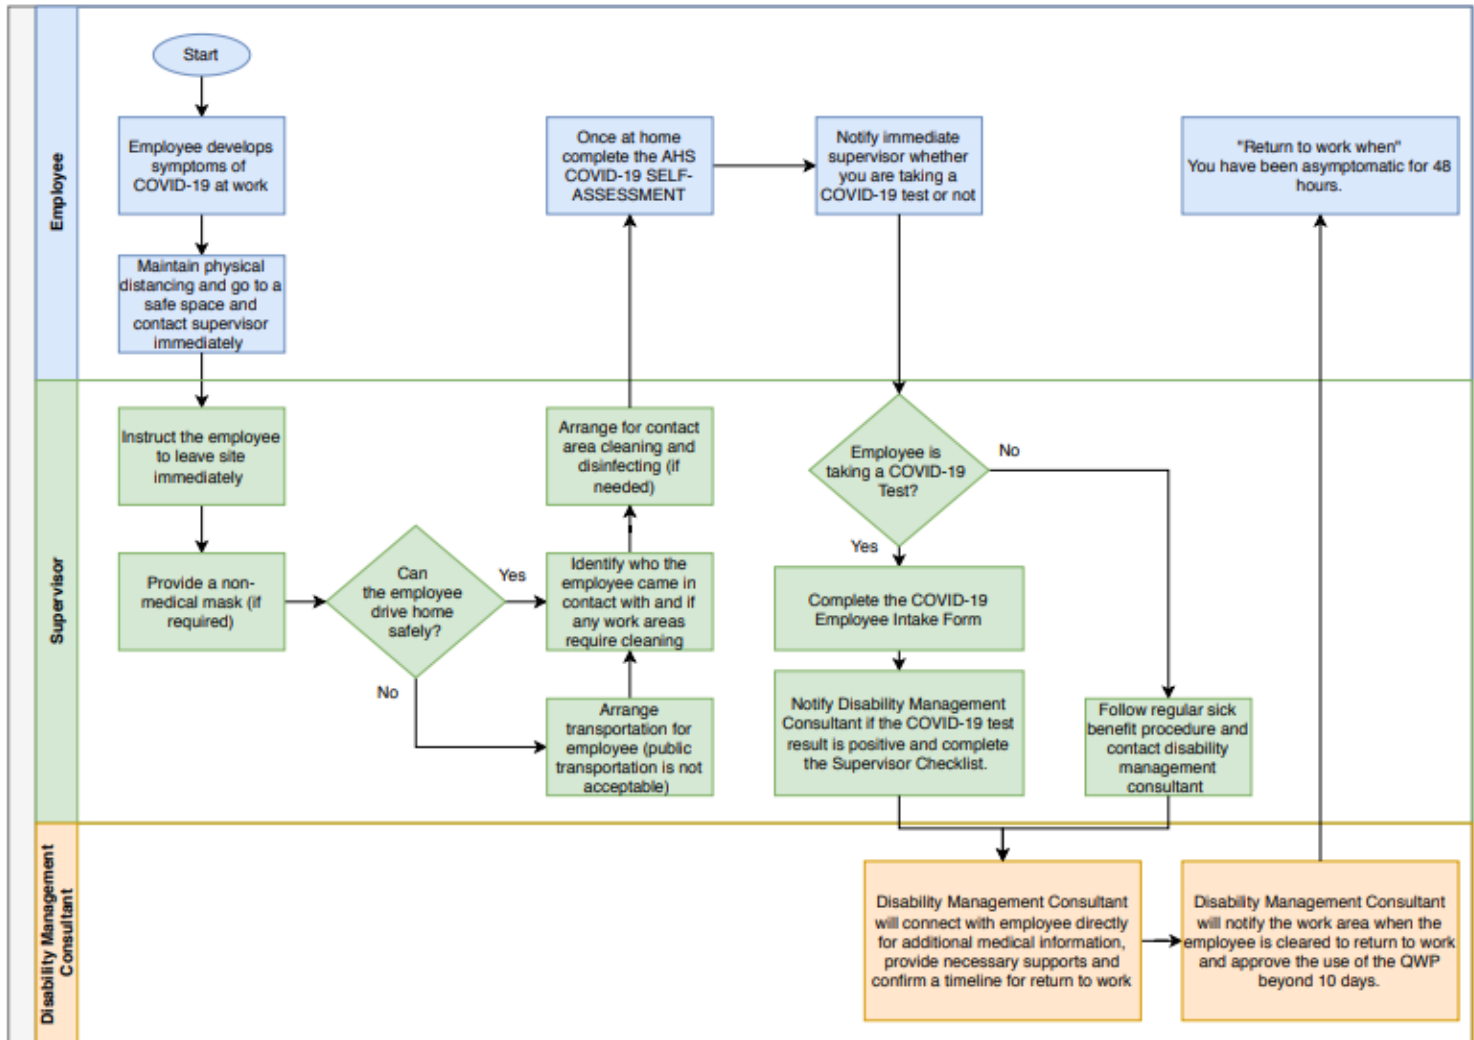 Employee
Start
Employee develops
symptoms of
COVID-19 at work
Maintain physical
distancing and go to a
safe space and
contact supervisor
immediately
Once at home
complete the AHS
COVID-19 SELF-
ASSESSMENT
Notify immediate
supervisor whether
you are taking a
COVID-19 test or not
"Return to work when"
You have been asymptomatic for 48
hours.
Supervisor
Instruct the employee
to leave site
immediately
Provide a non-
medical mask (if
required)
Can
the employee
drive home
safely?
Yes
No
Arrange for contact
area cleaning and
disinfecting (if
needed)
Identify who the
employee came in
contact with and if
any work areas
require cleaning
Arrange
transportation for
employee (public
transportation is not
acceptable)
Employee is
taking a COVID-19
Test?
No
Yes
Complete the COVID-19
Employee Intake Form
Notify Disability Management
Consultant if the COVID-19 test
result is positive and complete
the Supervisor Checklist.
Follow regular sick
benefit procedure and
contact disability
management
consultant
Disability Management
Consultant
Disability Management Consultant
will connect with employee directly
for additional medical information,
provide necessary supports and
confirm a timeline for return to work
Disability Management Consultant
will notify the work area when the
employee is cleared to return to work
and approve the use of the QWP
beyond 10 days.